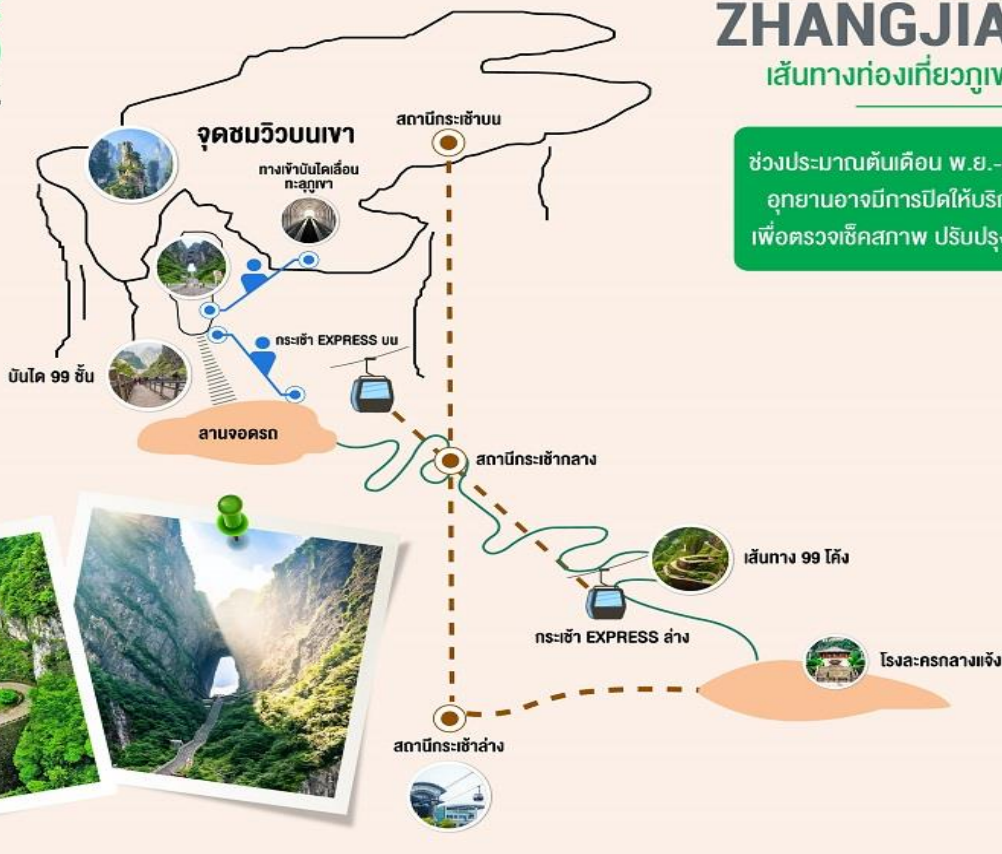 ZHANGJIA
เส้นทางท่องเที่ยวภูเข
ช่วงประมาณต้นเดือน พ.ย.-
อุทยานอาจมีการปิดให้บริก
เพื่อตรวจเช็คสภาพ ปรับปรุง
สถานีกระเช้าบน
จุดชมวิวบนเขา
ทางเข้าบันไดเลื่อน
ทะลุภูเขา
กระเช้า EXPRESS บน
บันได 99 ชั้น
ลานจอดรถ
สถานีกระเช้ากลาง
เส้นทาง 99 โค้ง
กระเช้า EXPRESS ล่าง
โรงละครกลางแจ้ง
สถานีกระเช้าล่าง